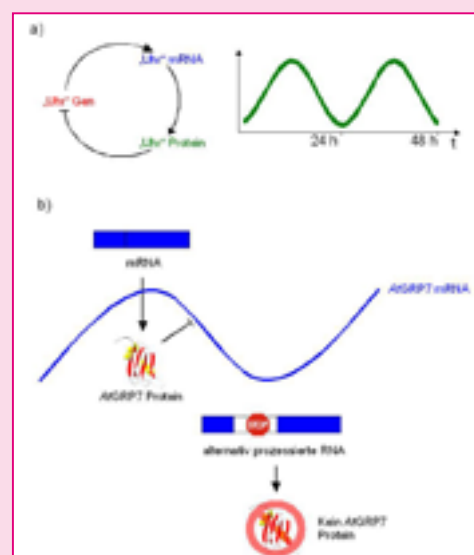 a)
„Uhr“ mRNA
„Uhr“ Gen
„Uhr“ Protein
24 h
48 h
t
b)
mRNA
AtGRP7 mRNA
AtGRP7 Protein
STOP
alternativ prozessierte RNA
Kein AtGRP7
Protein